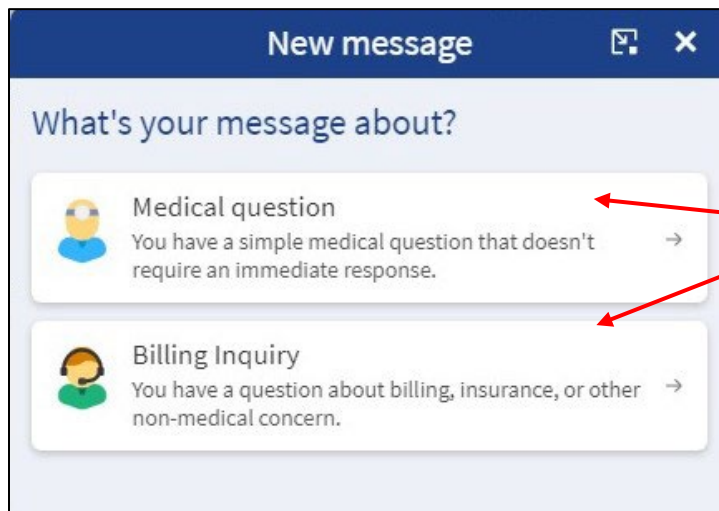 New message
What's your message about?
Medical question
You have a simple medical question that doesn't
require an immediate response.
Billing Inquiry
You have a question about billing, insurance, or other
non-medical concern.